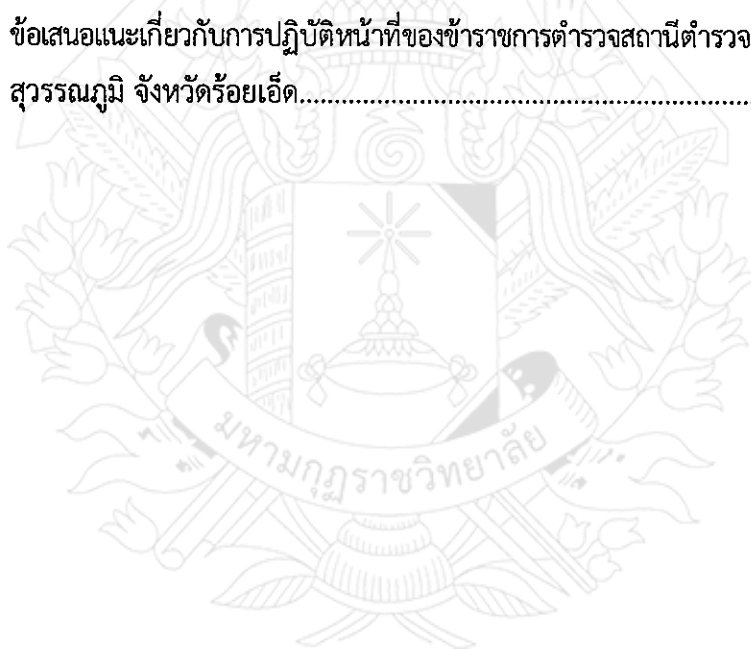 ข้อเสนอแนะเกี่ยวกับการปฏิบัติหน้าที่ของข้าราชการตำรวจสถานีตำรวจ
สุวรรณภูมิ จังหวัดร้อยเอ็ด................................................................
มหามกุฏราชวิทยาลัย